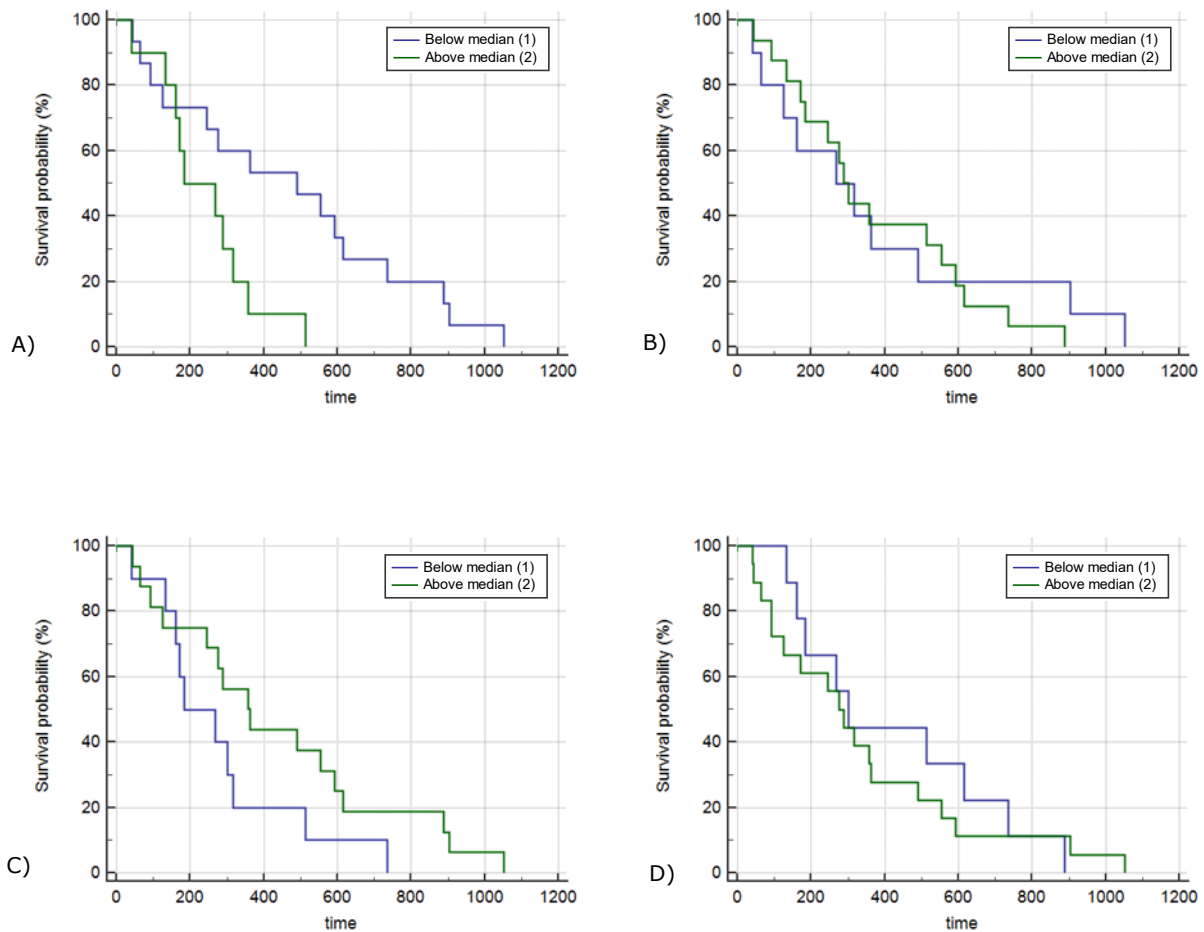 100
80
60
40
20
0
Survival probability (%)
Below median (1)
Above median (2)
0 200 400 600 800 1000 1200
time
A)
100
80
60
40
20
0
Survival probability (%)
Below median (1)
Above median (2)
0 200 400 600 800 1000 1200
time
B)
100
80
60
40
20
0
Survival probability (%)
Below median (1)
Above median (2)
0 200 400 600 800 1000 1200
time
C)
100
80
60
40
20
0
Survival probability (%)
Below median (1)
Above median (2)
0 200 400 600 800 1000 1200
time
D)